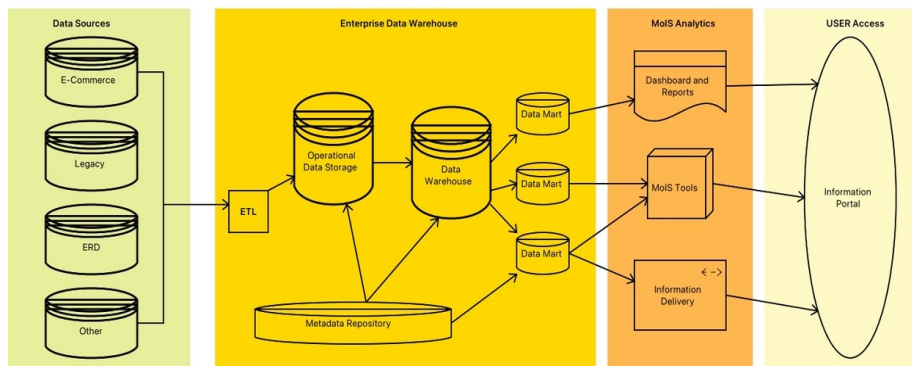 Data Sources
Enterprise Data Warehouse
MoIS Analytics
USER Access
E-Commerce
Legacy
ERD
Other
ETL
Operational
Data Storage
Data
Warehouse
Metadata Repository
Data Mart
Data Mart
Data Mart
Dashboard and
Reports
MoIS Tools
Information
Delivery
Information
Portal